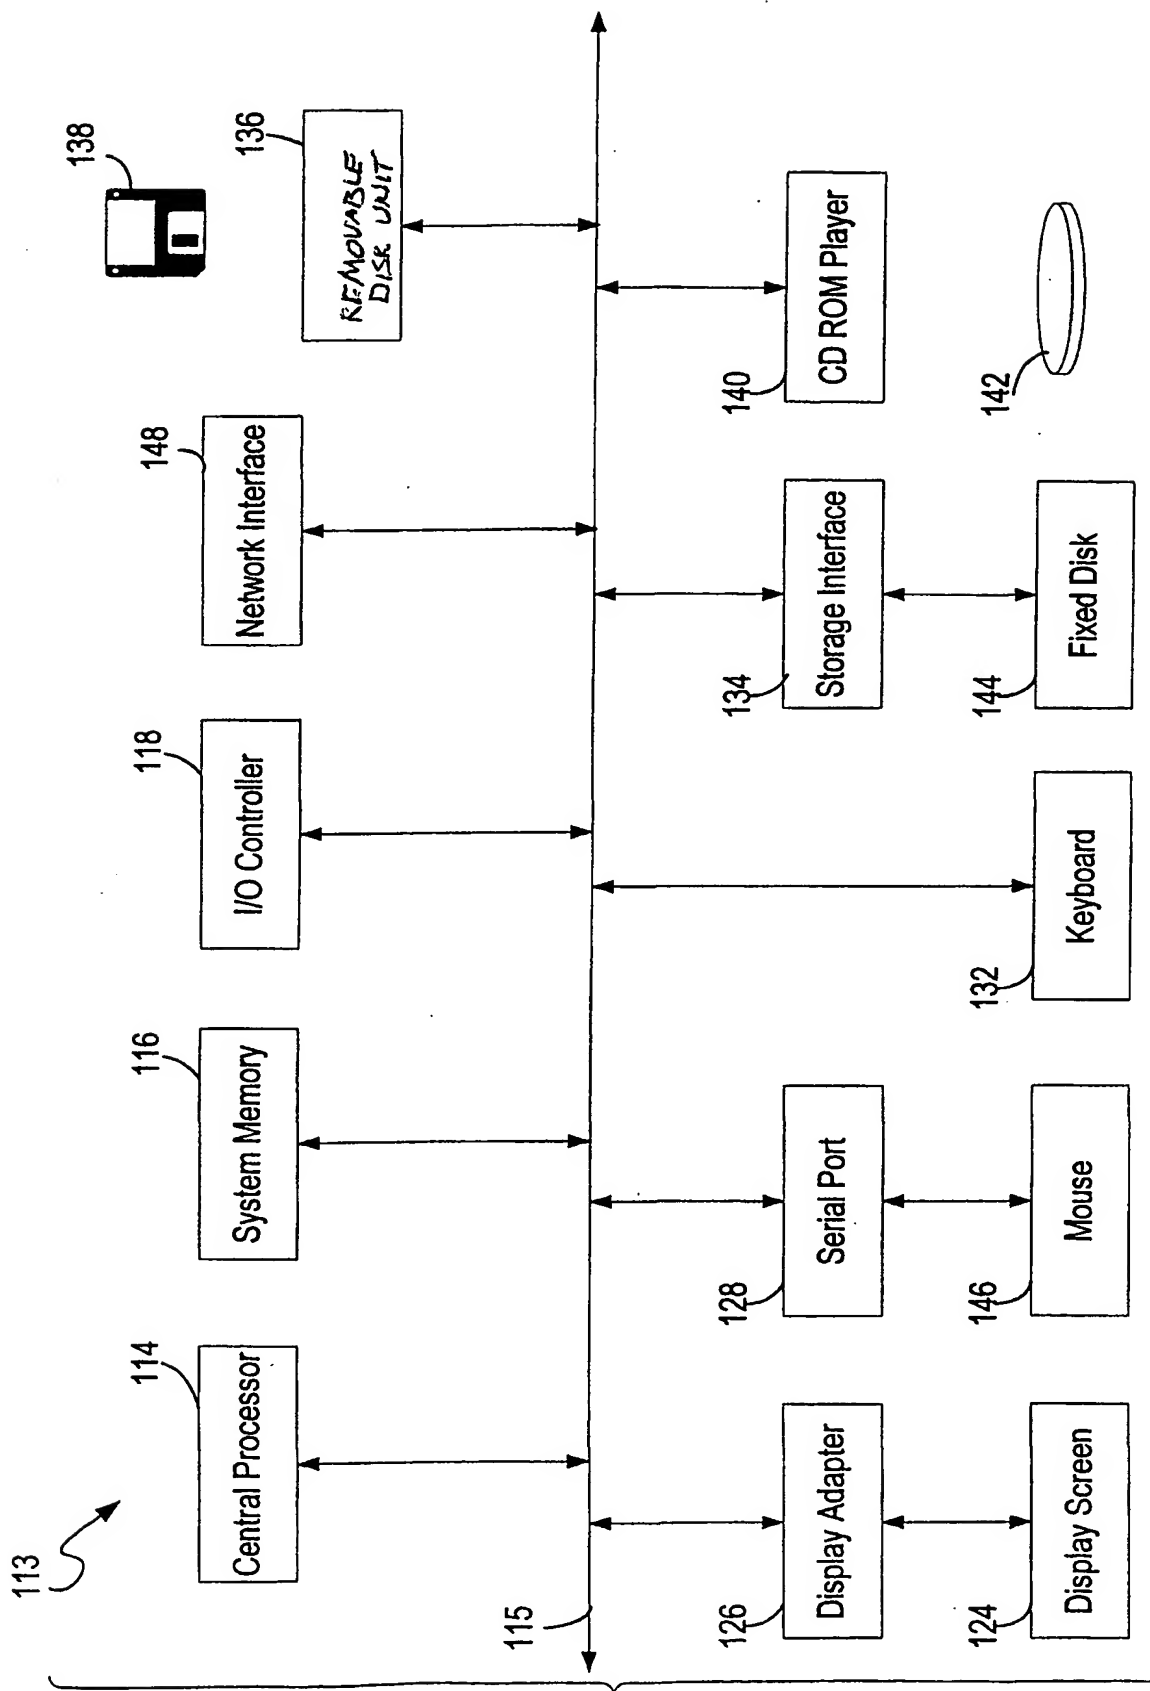 113
114
Central Processor
116
System Memory
118
I/O Controller
148
Network Interface
138
136
REMOVABLE
DISK UNIT
115
126
Display Adapter
128
Serial Port
134
Storage Interface
140
CD ROM Player
124
Display Screen
146
Mouse
132
Keyboard
144
Fixed Disk
142